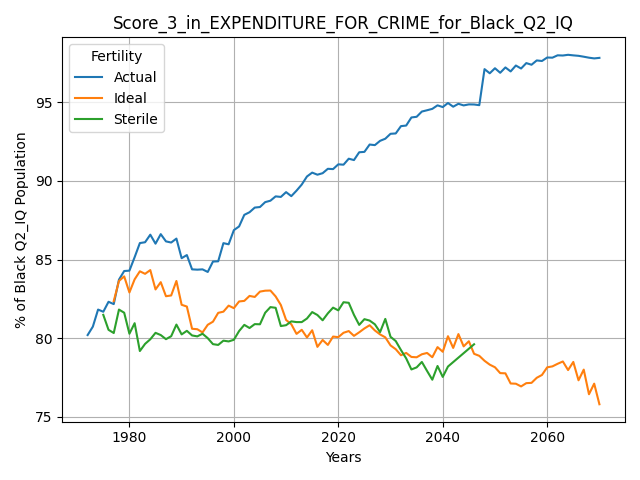 Score_3_in_EXPENDITURE_FOR_CRIME_for_Black_Q2_IQ
Fertility
Actual
Ideal
Sterile
% of Black Q2_IQ Population
95
90
85
80
75
1980
2000
2020
2040
2060
Years